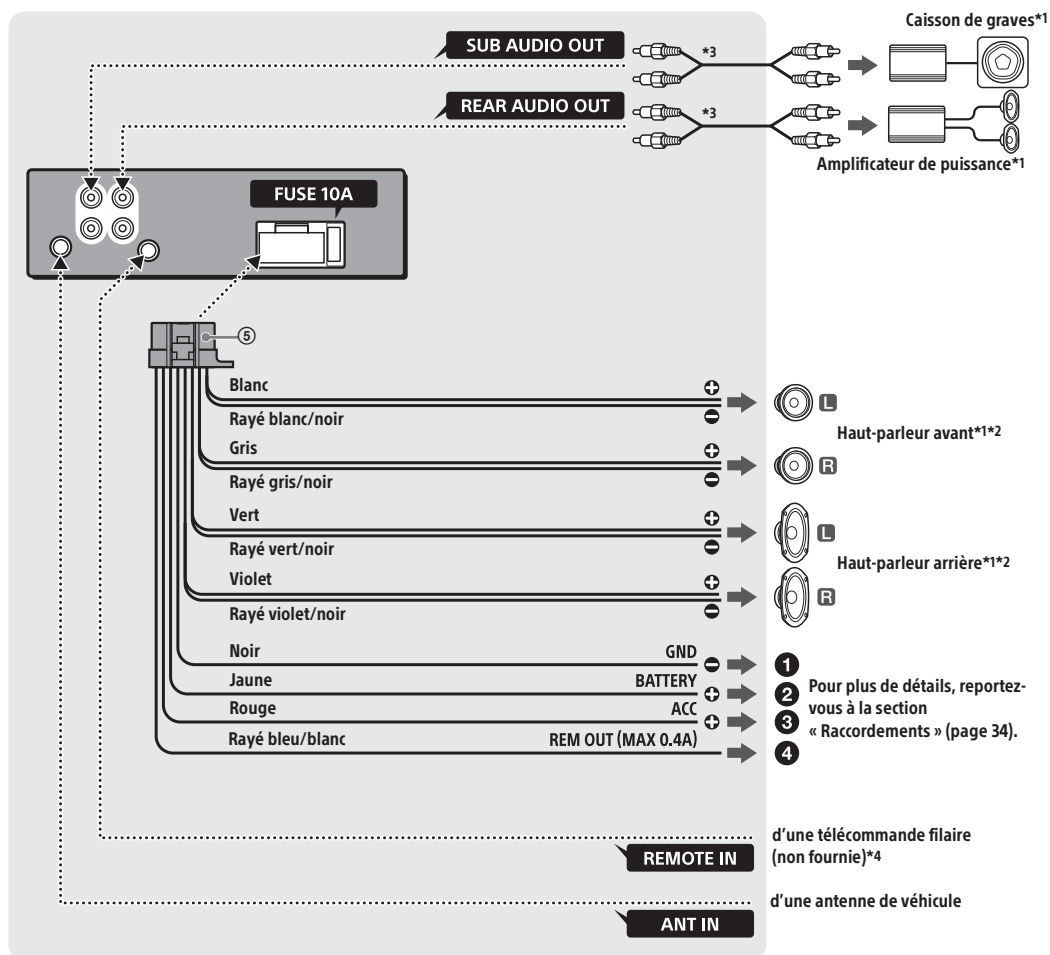 Caisson de graves*1
SUB AUDIO OUT
*3
REAR AUDIO OUT
*3
Amplificateur de puissance*1
FUSE 10A
⑤
Blanc
Rayé blanc/noir
L
Haut-parleur avant*1*2
Gris
Rayé gris/noir
R
Vert
Rayé vert/noir
L
Haut-parleur arrière*1*2
Violet
Rayé violet/noir
R
Noir GND ❶
Jaune BATTERY ❷
Rouge ACC ❸
Rayé bleu/blanc REM OUT (MAX 0.4A) ❹
Pour plus de détails, reportez-
vous à la section
« Raccordements » (page 34).
d'une télécommande filaire
(non fournie)*4
REMOTE IN
d'une antenne de véhicule
ANT IN